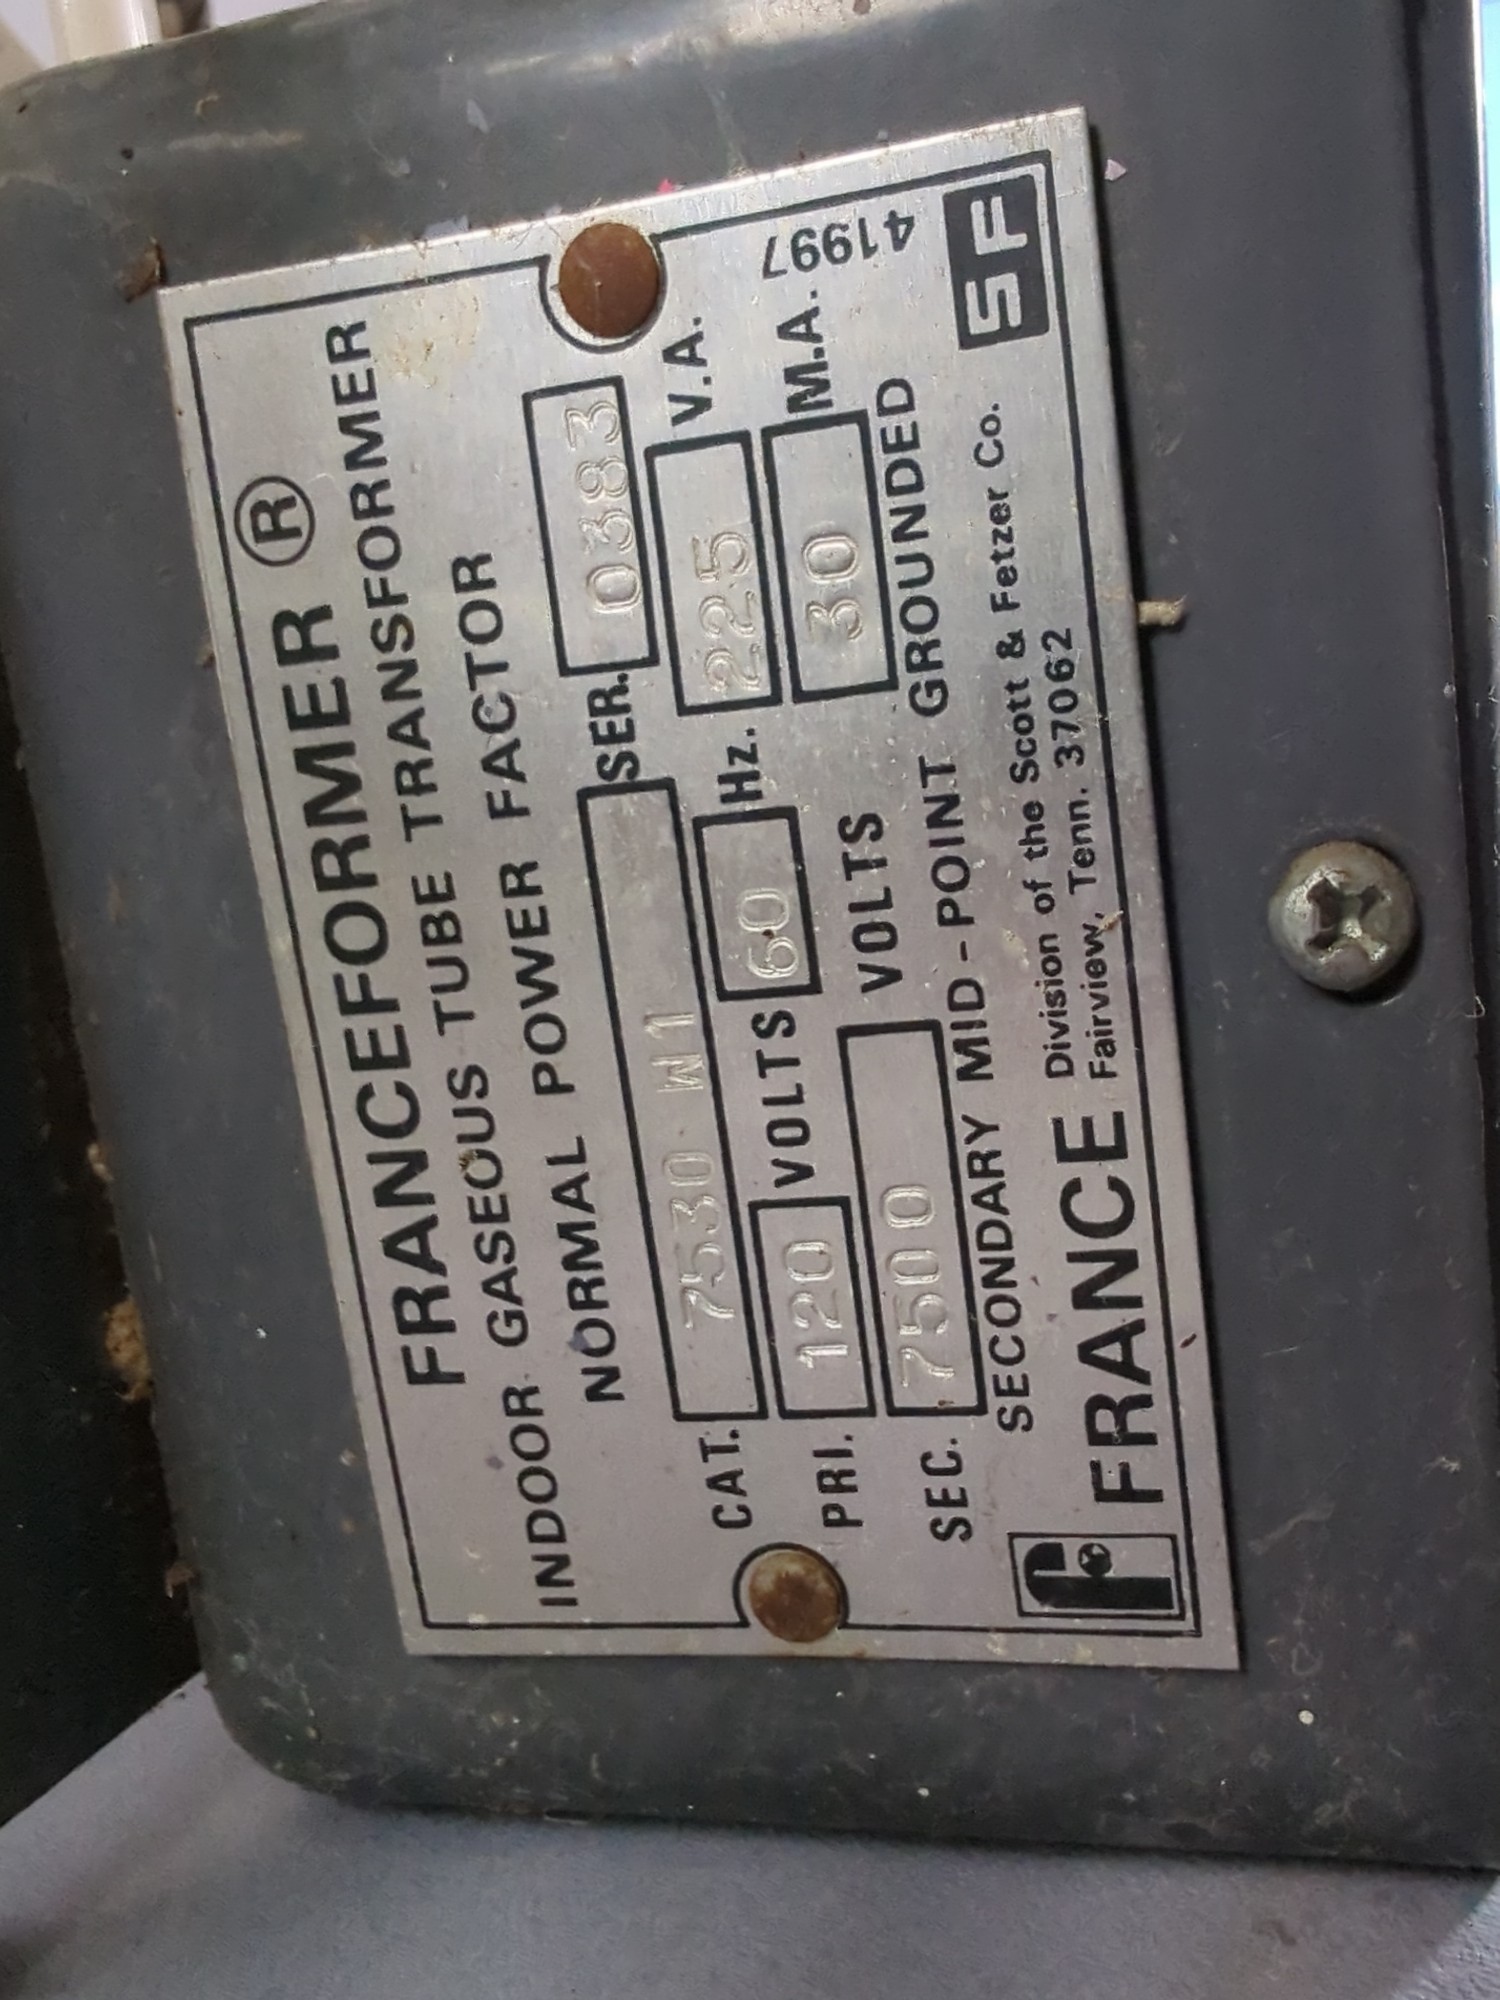 FRANCEFORMER ®
INDOOR GASEOUS TUBE TRANSFORMER
NORMAL POWER FACTOR
CAT. 7530 W1 SER. 0383
PRI. 120 VOLTS 60 Hz. 225 V.A.
SEC. 7500 VOLTS 30 M.A.
SECONDARY MID-POINT GROUNDED
41997
f FRANCE Division of the Scott & Fetzer Co.
Fairview, Tenn. 37062
SF